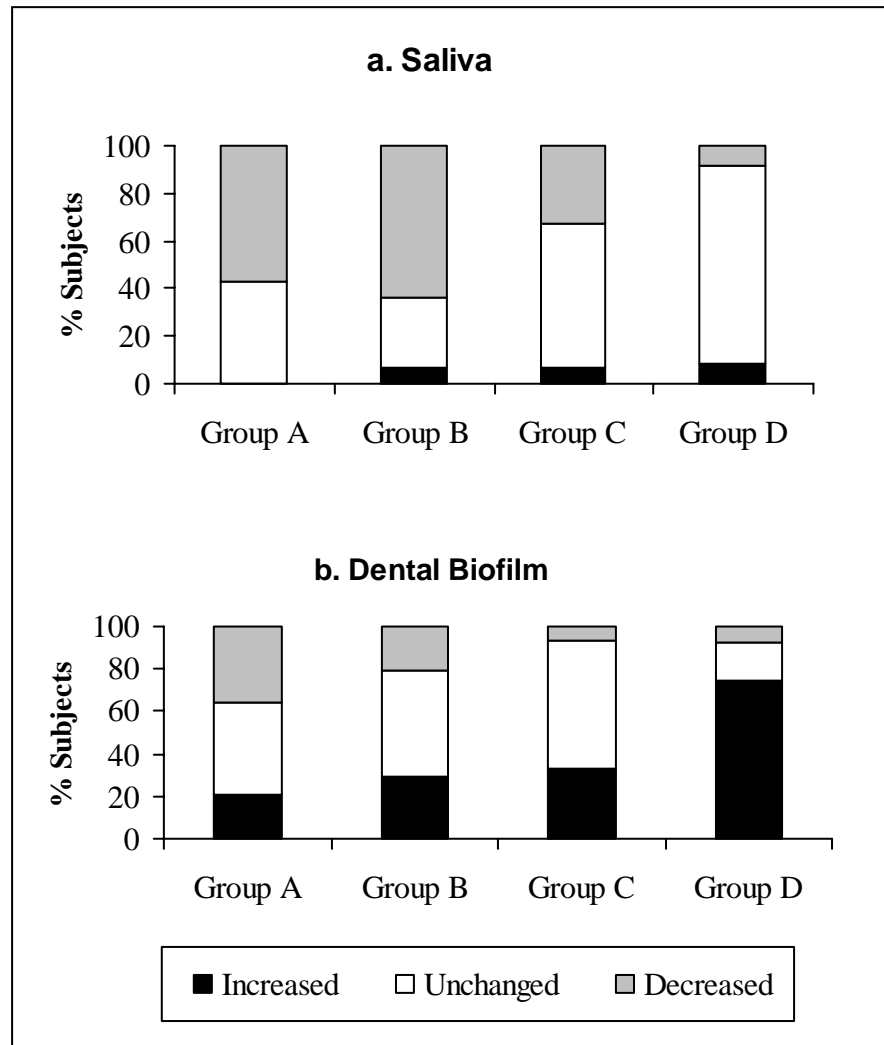 a. Saliva
100
80
60
40
20
0
% Subjects
Group A Group B Group C Group D
b. Dental Biofilm
100
80
60
40
20
0
% Subjects
Group A Group B Group C Group D
Increased Unchanged Decreased